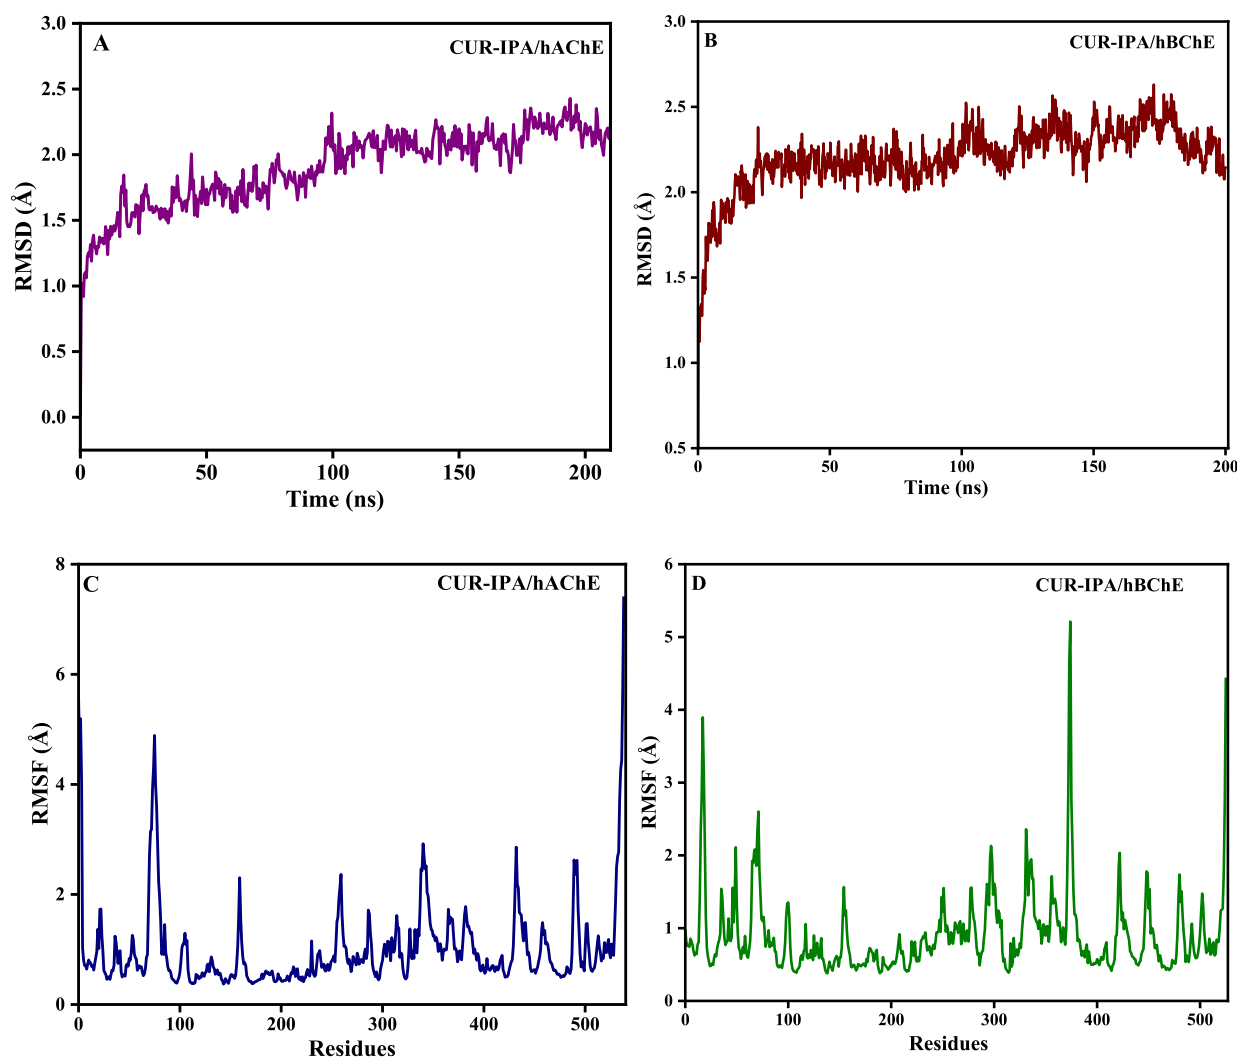 A
CUR-IPA/hAChE
3.0
2.5
2.0
1.5
1.0
0.5
0.0
RMSD (Å)
0
50
100
150
200
Time (ns)
B
CUR-IPA/hBChE
3.0
2.5
2.0
1.5
1.0
0.5
RMSD (Å)
0
50
100
150
200
Time (ns)
C
CUR-IPA/hAChE
8
6
4
2
0
RMSF (Å)
0
100
200
300
400
500
Residues
D
CUR-IPA/hBChE
6
5
4
3
2
1
0
RMSF (Å)
0
100
200
300
400
500
Residues